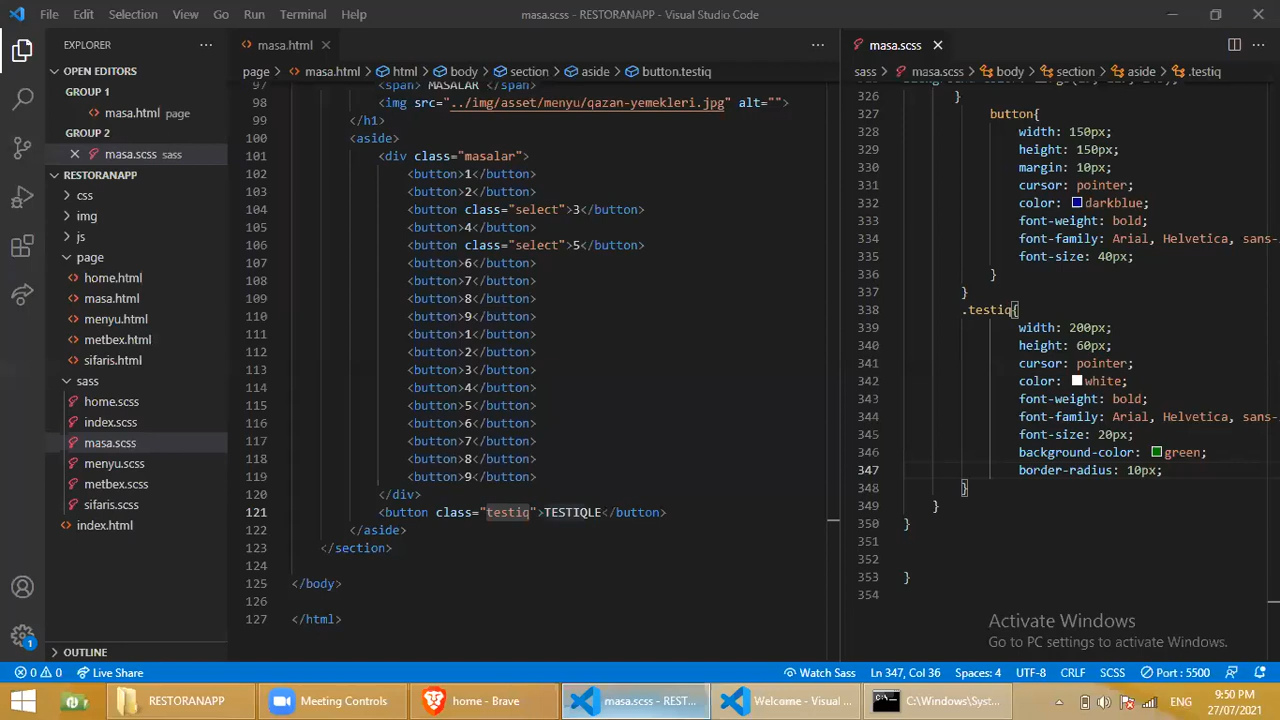 File Edit Selection View Go Run Terminal Help masa.scss - RESTORANAPP - Visual Studio Code
EXPLORER
OPEN EDITORS
GROUP 1
masa.html page
GROUP 2
masa.scss sass
RESTORANAPP
css
img
js
page
home.html
masa.html
menyu.html
metbex.html
sifaris.html
sass
home.scss
index.scss
masa.scss
menyu.scss
metbex.scss
sifaris.scss
index.html
OUTLINE
masa.html
page > masa.html > html > body > section > aside > button.testiq
97 <span> MASALAR </span>
98 <img src="../img/asset/menyu/qazan-yemekleri.jpg" alt="">
99 </h1>
100 <aside>
101 <div class="masalar">
102 <button>1</button>
103 <button>2</button>
104 <button class="select">3</button>
105 <button>4</button>
106 <button class="select">5</button>
107 <button>6</button>
108 <button>7</button>
109 <button>8</button>
110 <button>9</button>
111 <button>1</button>
112 <button>2</button>
113 <button>3</button>
114 <button>4</button>
115 <button>5</button>
116 <button>6</button>
117 <button>7</button>
118 <button>8</button>
119 <button>9</button>
120 </div>
121 <button class="testiq">TESTIQLE</button>
122 </aside>
123 </section>
124
125 </body>
126
127 </html>
masa.scss
sass > masa.scss > body > section > aside > .testiq
326 }
327 button{
328 width: 150px;
329 height: 150px;
330 margin: 10px;
331 cursor: pointer;
332 color: darkblue;
333 font-weight: bold;
334 font-family: Arial, Helvetica, sans-
335 font-size: 40px;
336 }
337 }
338 .testiq{
339 width: 200px;
340 height: 60px;
341 cursor: pointer;
342 color: white;
343 font-weight: bold;
344 font-family: Arial, Helvetica, sans-
345 font-size: 20px;
346 background-color: green;
347 border-radius: 10px;
348 }
349 }
350 }
351
352
353 }
354
Activate Windows
Go to PC settings to activate Windows.
1
0 0 Live Share Watch Sass Ln 347, Col 36 Spaces: 4 UTF-8 CRLF SCSS Port : 5500
RESTORANAPP Meeting Controls home - Brave masa.scss - REST... Welcome - Visual ... C:\Windows\Syst... ENG 9:50 PM
27/07/2021